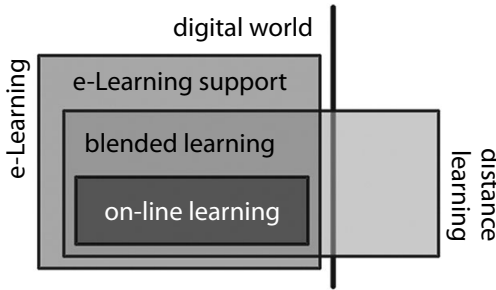 digital world
e-Learning
e-Learning support
blended learning
on-line learning
distance
learning